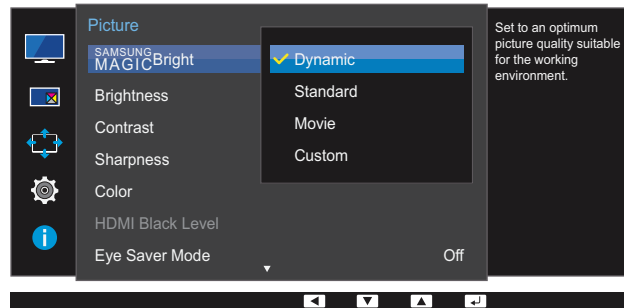 Picture
SAMSUNG
MAGICBright
Dynamic
Brightness
Standard
Contrast
Movie
Sharpness
Custom
Color
HDMI Black Level
Eye Saver Mode Off
Set to an optimum
picture quality suitable
for the working
environment.